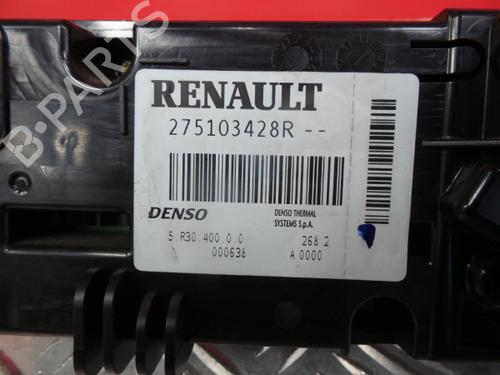 B-PARTS
RENAULT
275103428R --
DENSO
DENSO THERMAL
SYSTEMS S.p.A.
5.R30.400.0.0
268 2
000638
A 0000